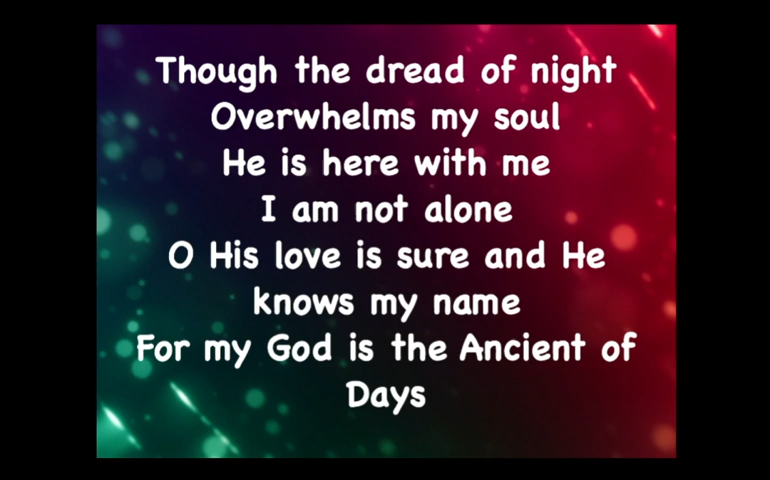 Though the dread of night
Overwhelms my soul
He is here with me
I am not alone
O His love is sure and He
knows my name
For my God is the Ancient of
Days